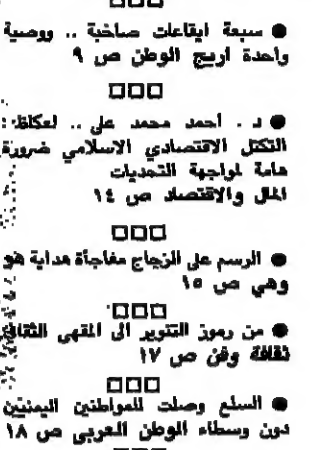 ● سبعة ايقاعات صاخبة .. ووصية
واحدة اريج الوطن ص ٩
● د . أحمد محمد علي .. لعكاظ :
التكتل الاقتصادي الاسلامي ضرورة
هامة لمواجهة التحديات
المال والاقتصاد ص ١٤
● الرسم على الزجاج مفاجأة هداية هو
وهي ص ١٥
● من رموز التنوير الى المقهى الثقافي
ثقافة وفن ص ١٧
● السلع وصلت للمواطنين اليمنيين
دون وسطاء الوطن العربي ص ١٨